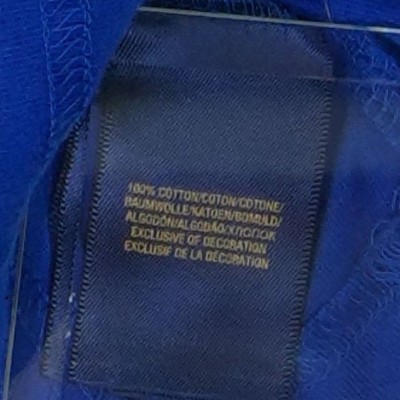 100% COTTON/COTON/COTONE/
BAUMWOLLE/KATOEN/BOMULD/
ALGODÓN/ALGODÃO/ХЛОПОК
EXCLUSIVE OF DECORATION/
EXCLUSIF DE LA DÉCORATION